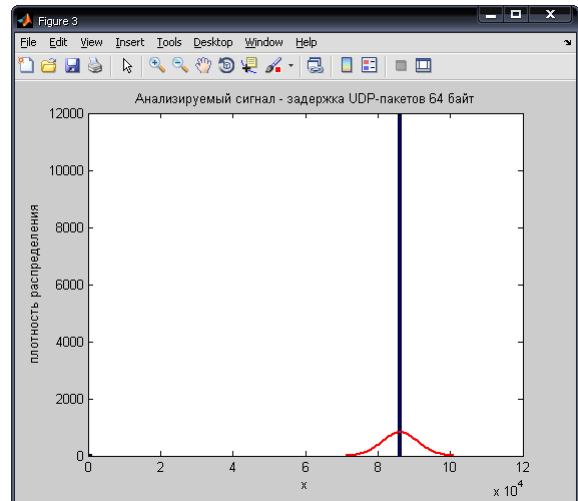 Figure 3
File Edit View Insert Tools Desktop Window Help
Анализируемый сигнал - задержка UDP-пакетов 64 байт
плотность распределения
12000
10000
8000
6000
4000
2000
0
0 2 4 6 8 10 12
x
x 10^4